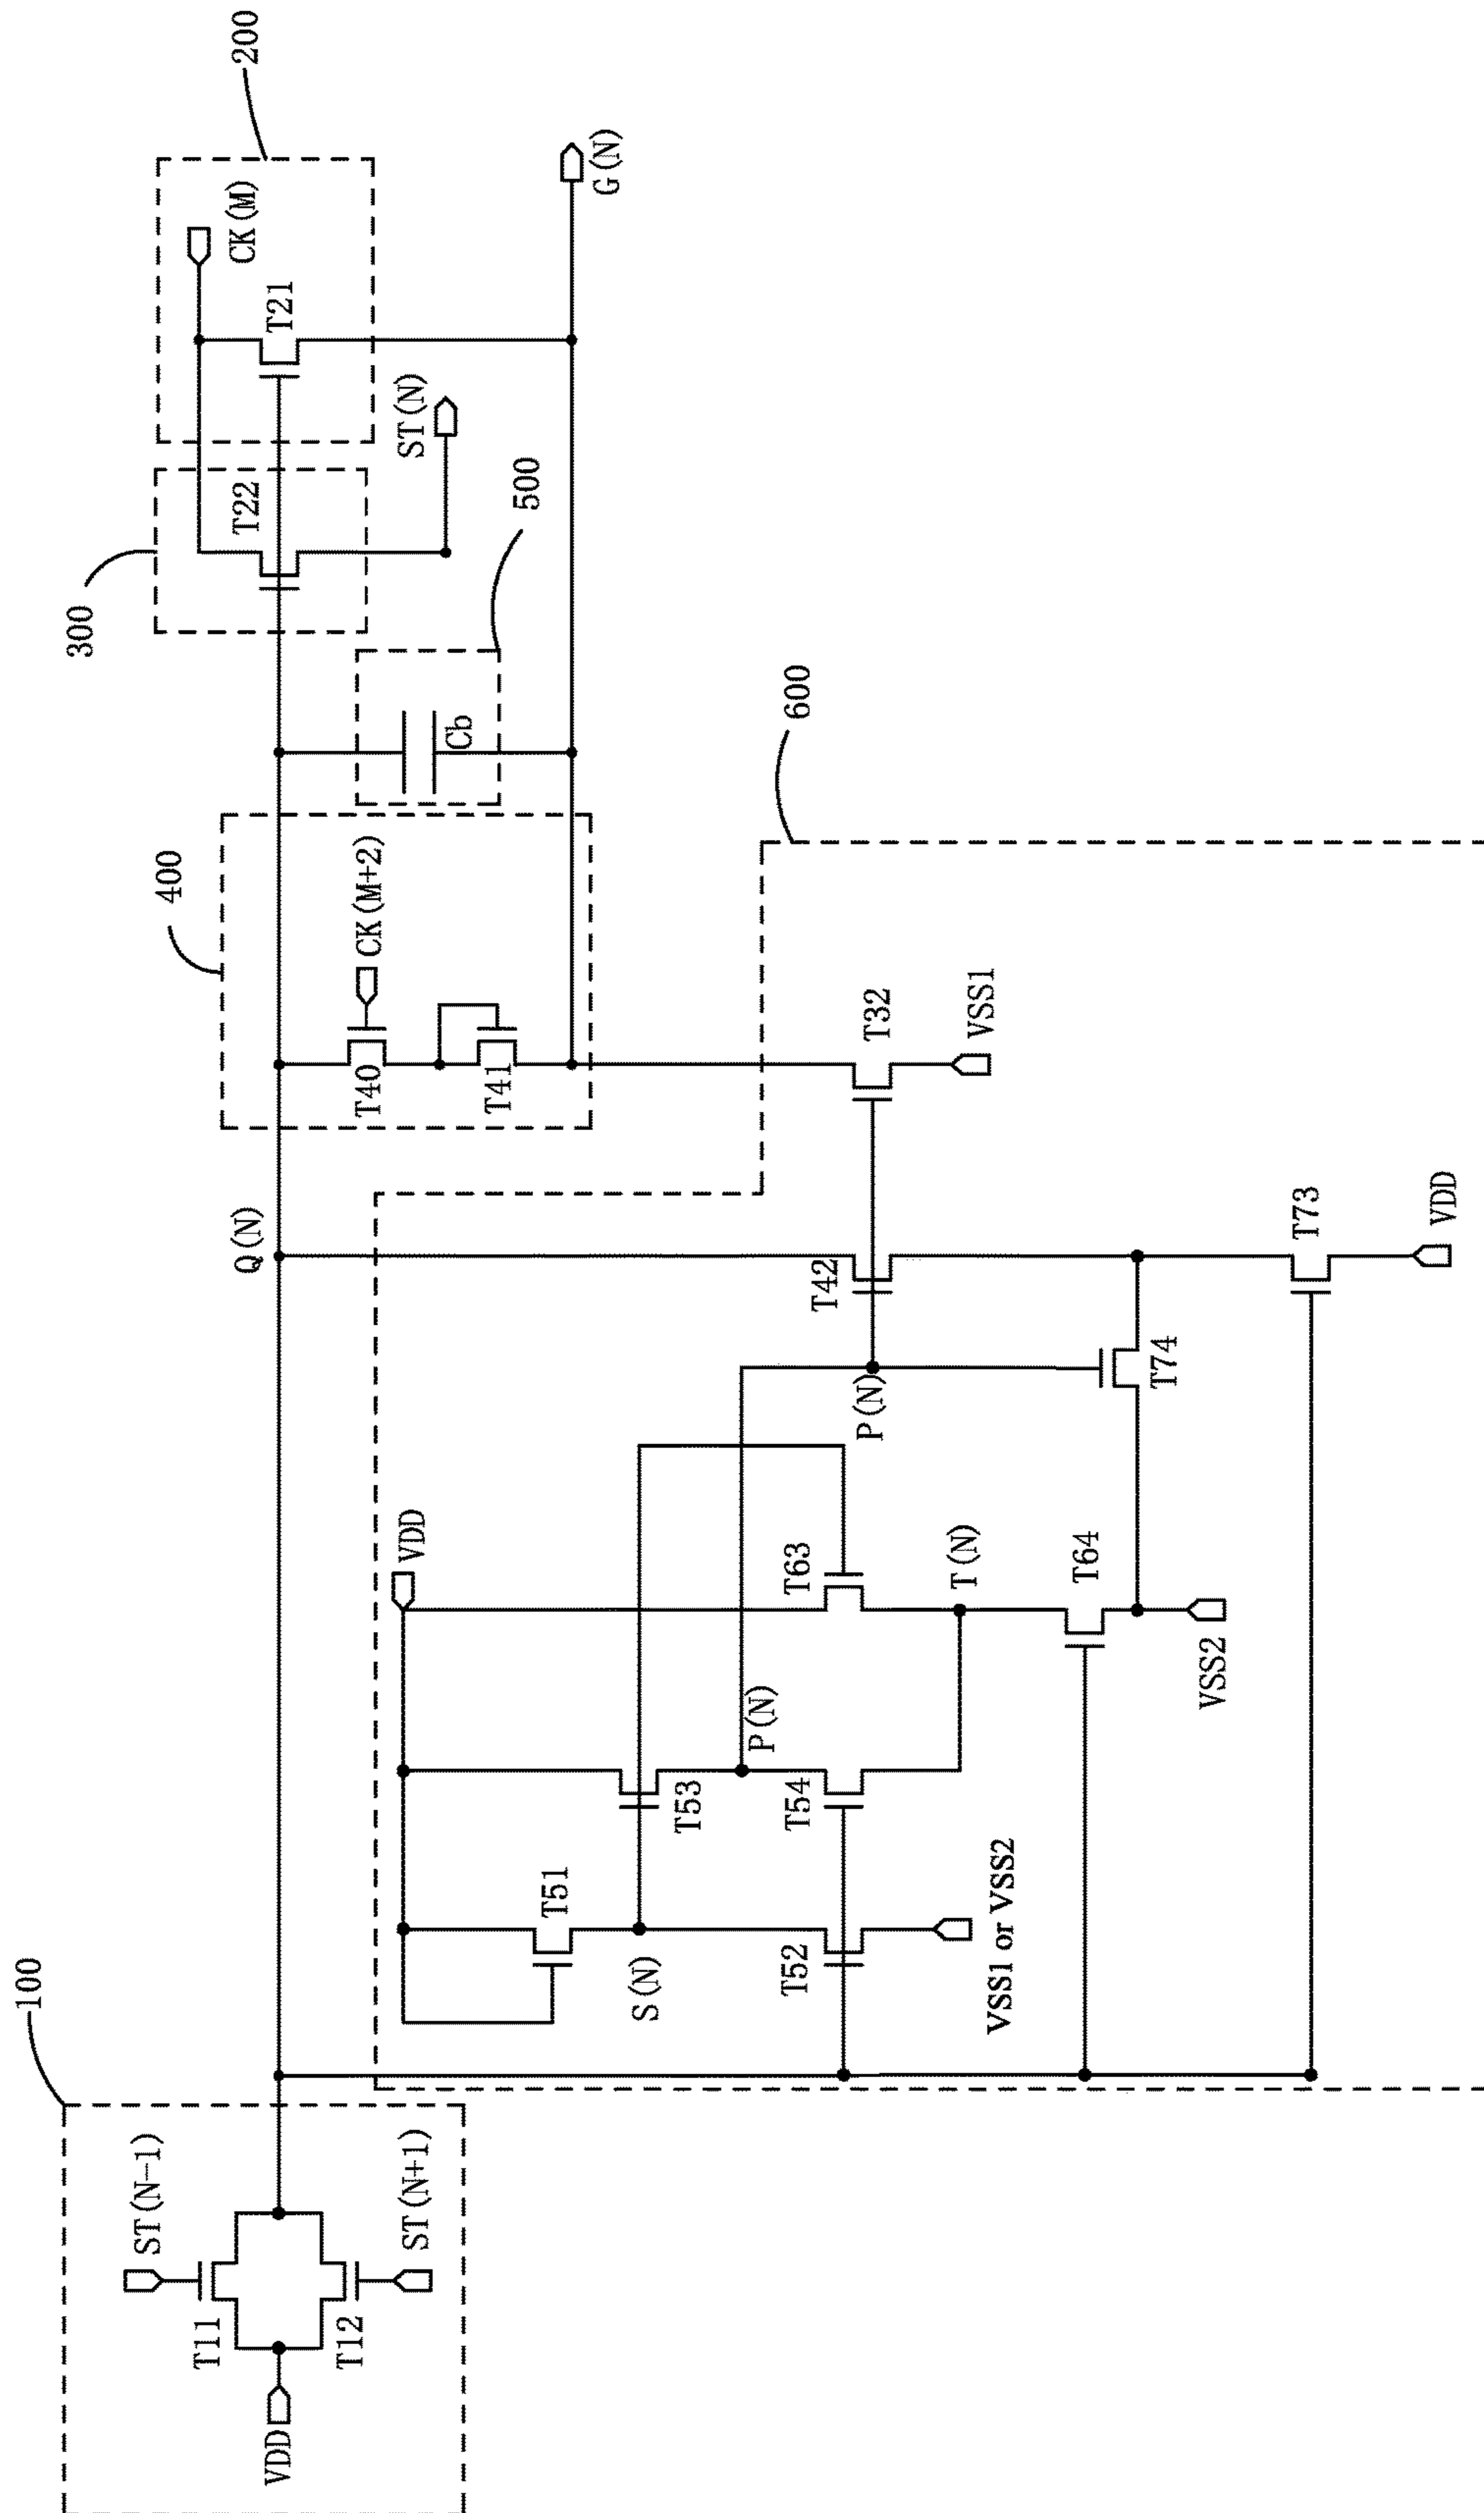 100
VDD
T11
ST(N-1)
T12
ST(N+1)
Q(N)
400
T40
CK(M+2)
T41
300
T22
500
Cb
ST(N)
200
CK(M)
T21
G(N)
600
VDD
T51
S(N)
T52
VSS1 or VSS2
T53
P(N)
T54
T63
T(N)
T64
VSS2
P(N)
T74
T42
T32
VSS1
T73
VDD